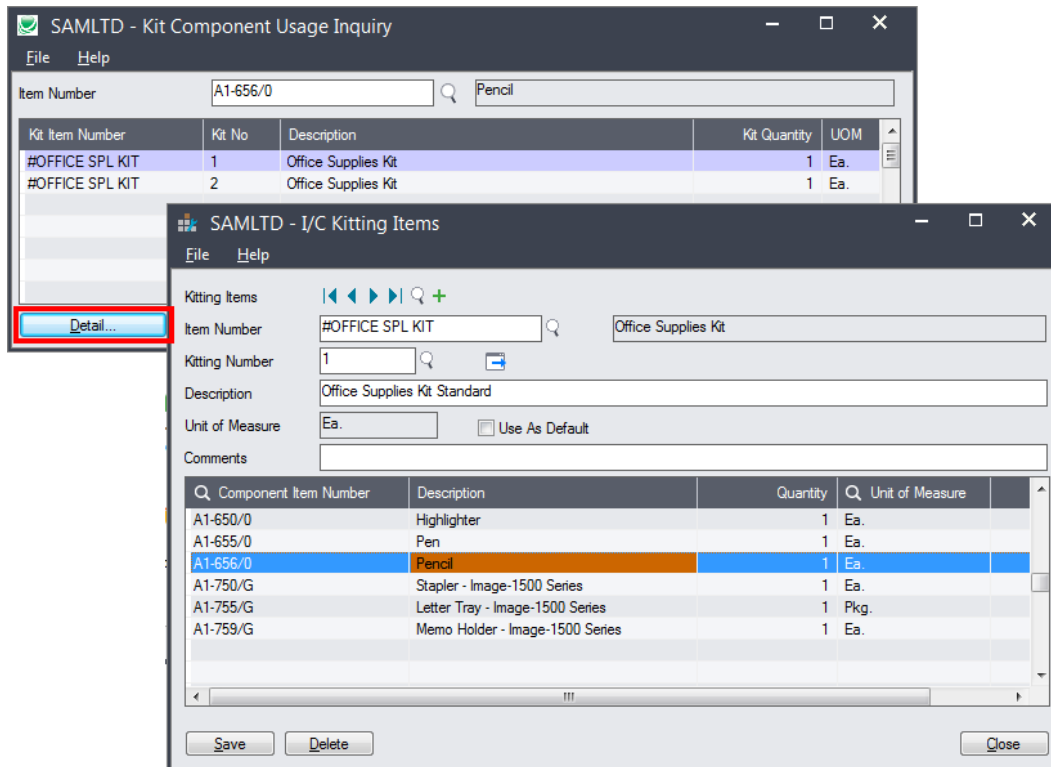 SAMLTD - Kit Component Usage Inquiry
File Help
Item Number A1-656/0 Pencil
Kit Item Number Kit No Description Kit Quantity UOM
#OFFICE SPL KIT 1 Office Supplies Kit 1 Ea.
#OFFICE SPL KIT 2 Office Supplies Kit 1 Ea.
Detail...
SAMLTD - I/C Kitting Items
File Help
Kitting Items
Item Number #OFFICE SPL KIT Office Supplies Kit
Kitting Number 1
Description Office Supplies Kit Standard
Unit of Measure Ea. Use As Default
Comments
Component Item Number Description Quantity Unit of Measure
A1-650/0 Highlighter 1 Ea.
A1-655/0 Pen 1 Ea.
A1-656/0 Pencil 1 Ea.
A1-750/G Stapler - Image-1500 Series 1 Ea.
A1-755/G Letter Tray - Image-1500 Series 1 Pkg.
A1-759/G Memo Holder - Image-1500 Series 1 Ea.
Save Delete Close